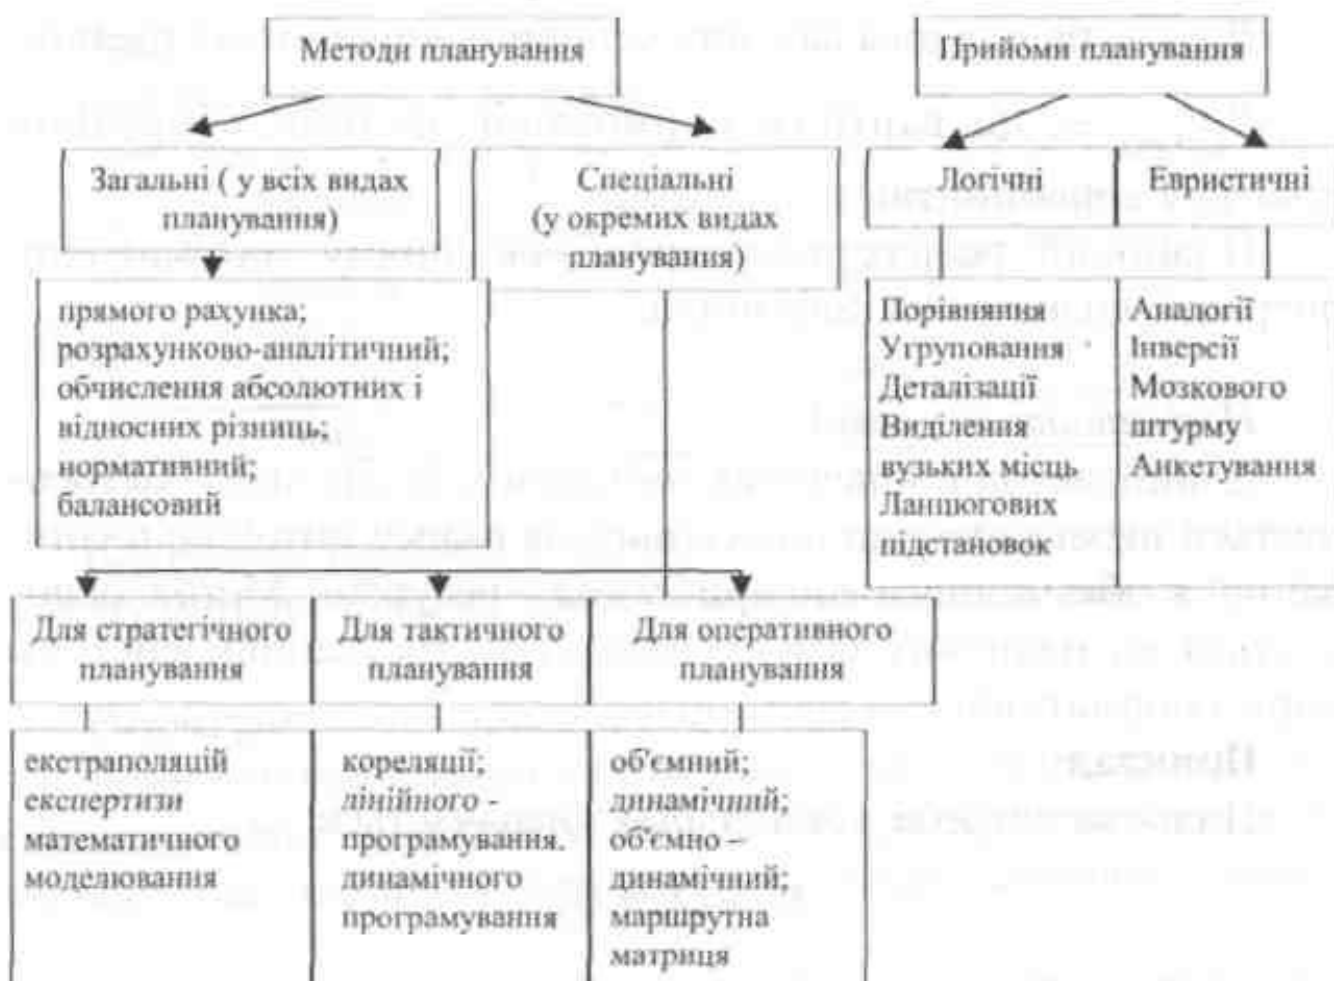 Методи планування
Прийоми планування
Загальні ( у всіх видах
планування)
Спеціальні
(у окремих видах
планування)
Логічні
Евристичні
прямого рахунка;
розрахунково-аналітичний;
обчислення абсолютних і
відносних різниць;
нормативний;
балансовий
Порівняння
Угруповання
Деталізації
Виділення
вузьких місць
Ланцюгових
підстановок
Аналогії
Інверсії
Мозкового
штурму
Анкетування
Для стратегічного
планування
Для тактичного
планування
Для оперативного
планування
екстраполяцій
експертизи
математичного
моделювання
кореляції;
лінійного -
програмування.
динамічного
програмування
об'ємний;
динамічний;
об'ємно –
динамічний;
маршрутна
матриця